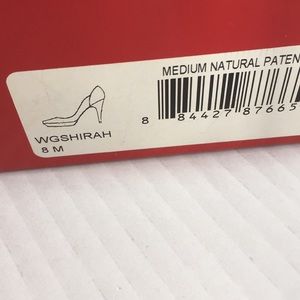 MEDIUM NATURAL PATEN
WGSHIRAH
8 M
8 84427 87665